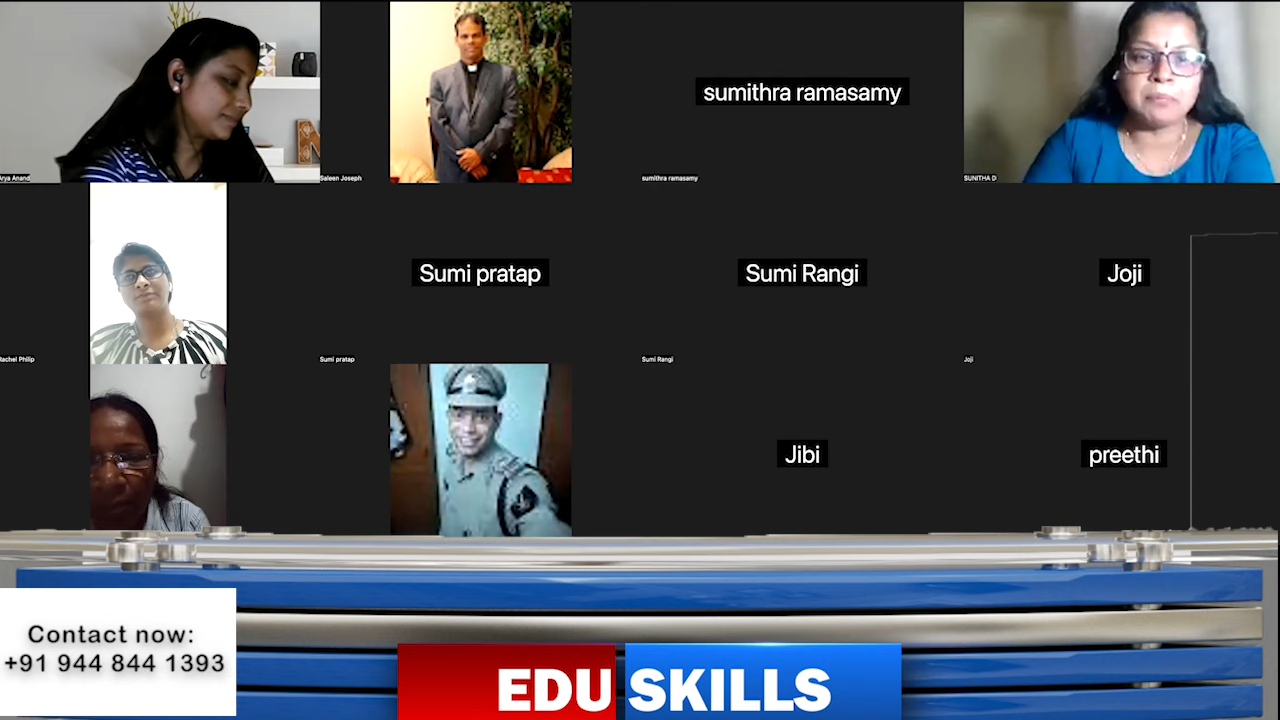 sumithra ramasamy
Arya Anand
Saleen Joseph
sumithra ramasamy
SUNITHA D
Sumi pratap
Sumi Rangi
Joji
Rachel Philip
Sumi pratap
Sumi Rangi
Joji
Jibi
preethi
Contact now:
+91 944 844 1393
EDU SKILLS